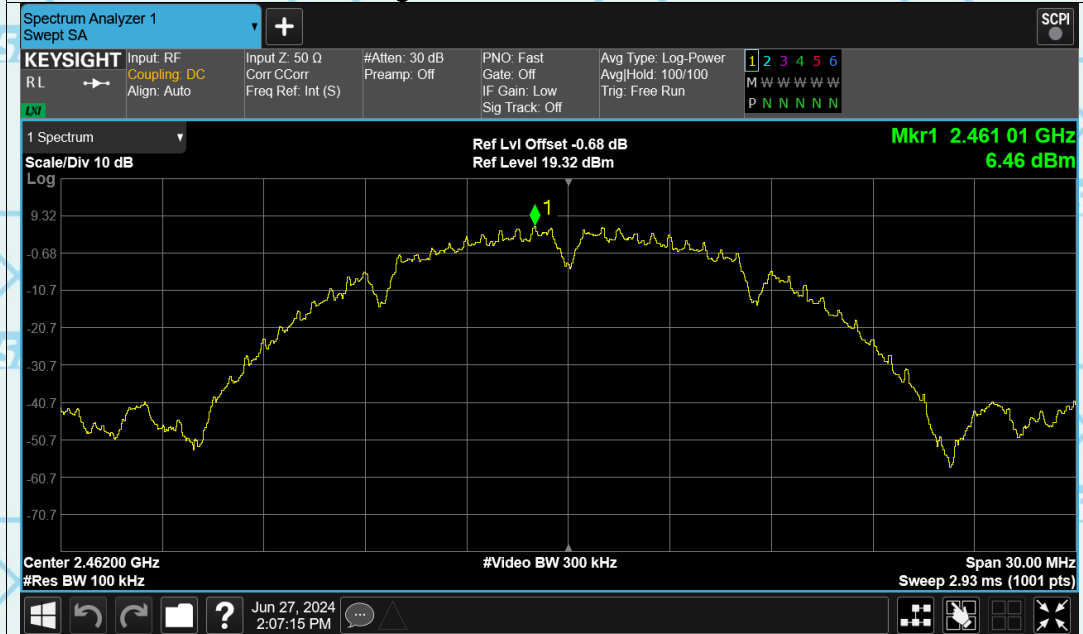 Spectrum Analyzer 1
Swept SA
+
SCPI
KEYSIGHT
RL
LXI
Input: RF
Coupling: DC
Align: Auto
Input Z: 50 Ω
Corr CCorr
Freq Ref: Int (S)
#Atten: 30 dB
Preamp: Off
PNO: Fast
Gate: Off
IF Gain: Low
Sig Track: Off
Avg Type: Log-Power
Avg|Hold: 100/100
Trig: Free Run
1 2 3 4 5 6
M W W W W W
P N N N N N
1 Spectrum
Scale/Div 10 dB
Log
Ref Lvl Offset -0.68 dB
Ref Level 19.32 dBm
Mkr1 2.461 01 GHz
6.46 dBm
1
9.32
-0.68
-10.7
-20.7
-30.7
-40.7
-50.7
-60.7
-70.7
Center 2.46200 GHz
#Res BW 100 kHz
#Video BW 300 kHz
Span 30.00 MHz
Sweep 2.93 ms (1001 pts)
?
Jun 27, 2024
2:07:15 PM